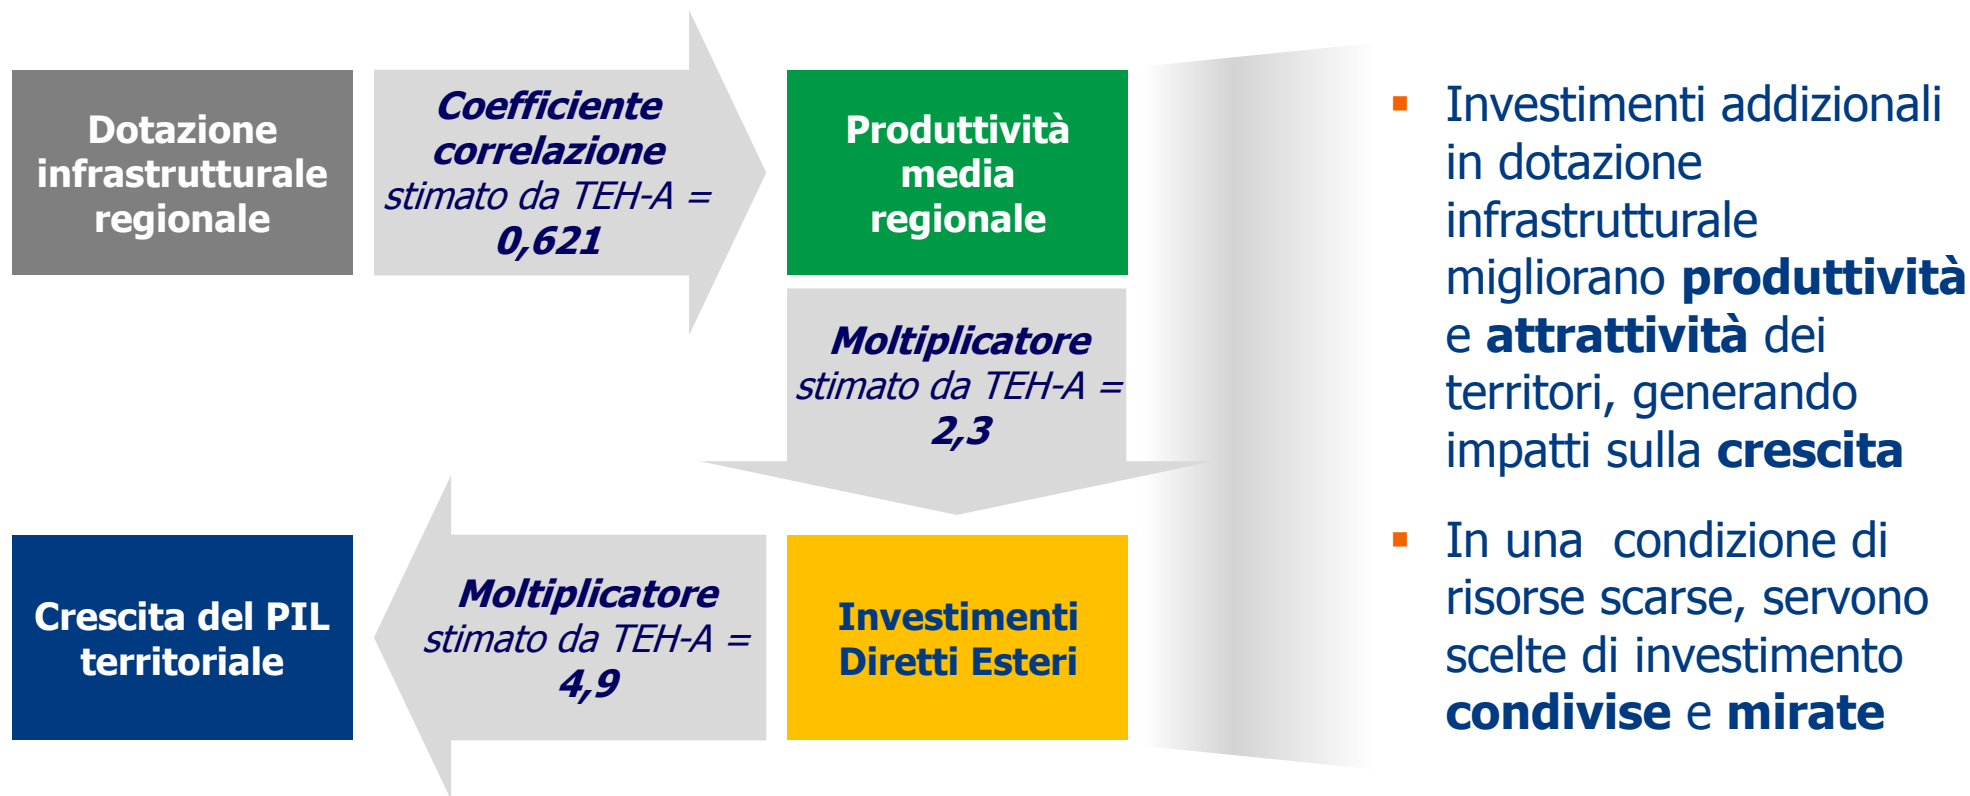 Dotazione
infrastrutturale
regionale
Coefficiente
correlazione
stimato da TEH-A =
0,621
Produttività
media
regionale
Moltiplicatore
stimato da TEH-A =
2,3
Investimenti
Diretti Esteri
Moltiplicatore
stimato da TEH-A =
4,9
Crescita del PIL
territoriale
▪ Investimenti addizionali
in dotazione
infrastrutturale
migliorano produttività
e attrattività dei
territori, generando
impatti sulla crescita
▪ In una  condizione di
risorse scarse, servono
scelte di investimento
condivise e mirate